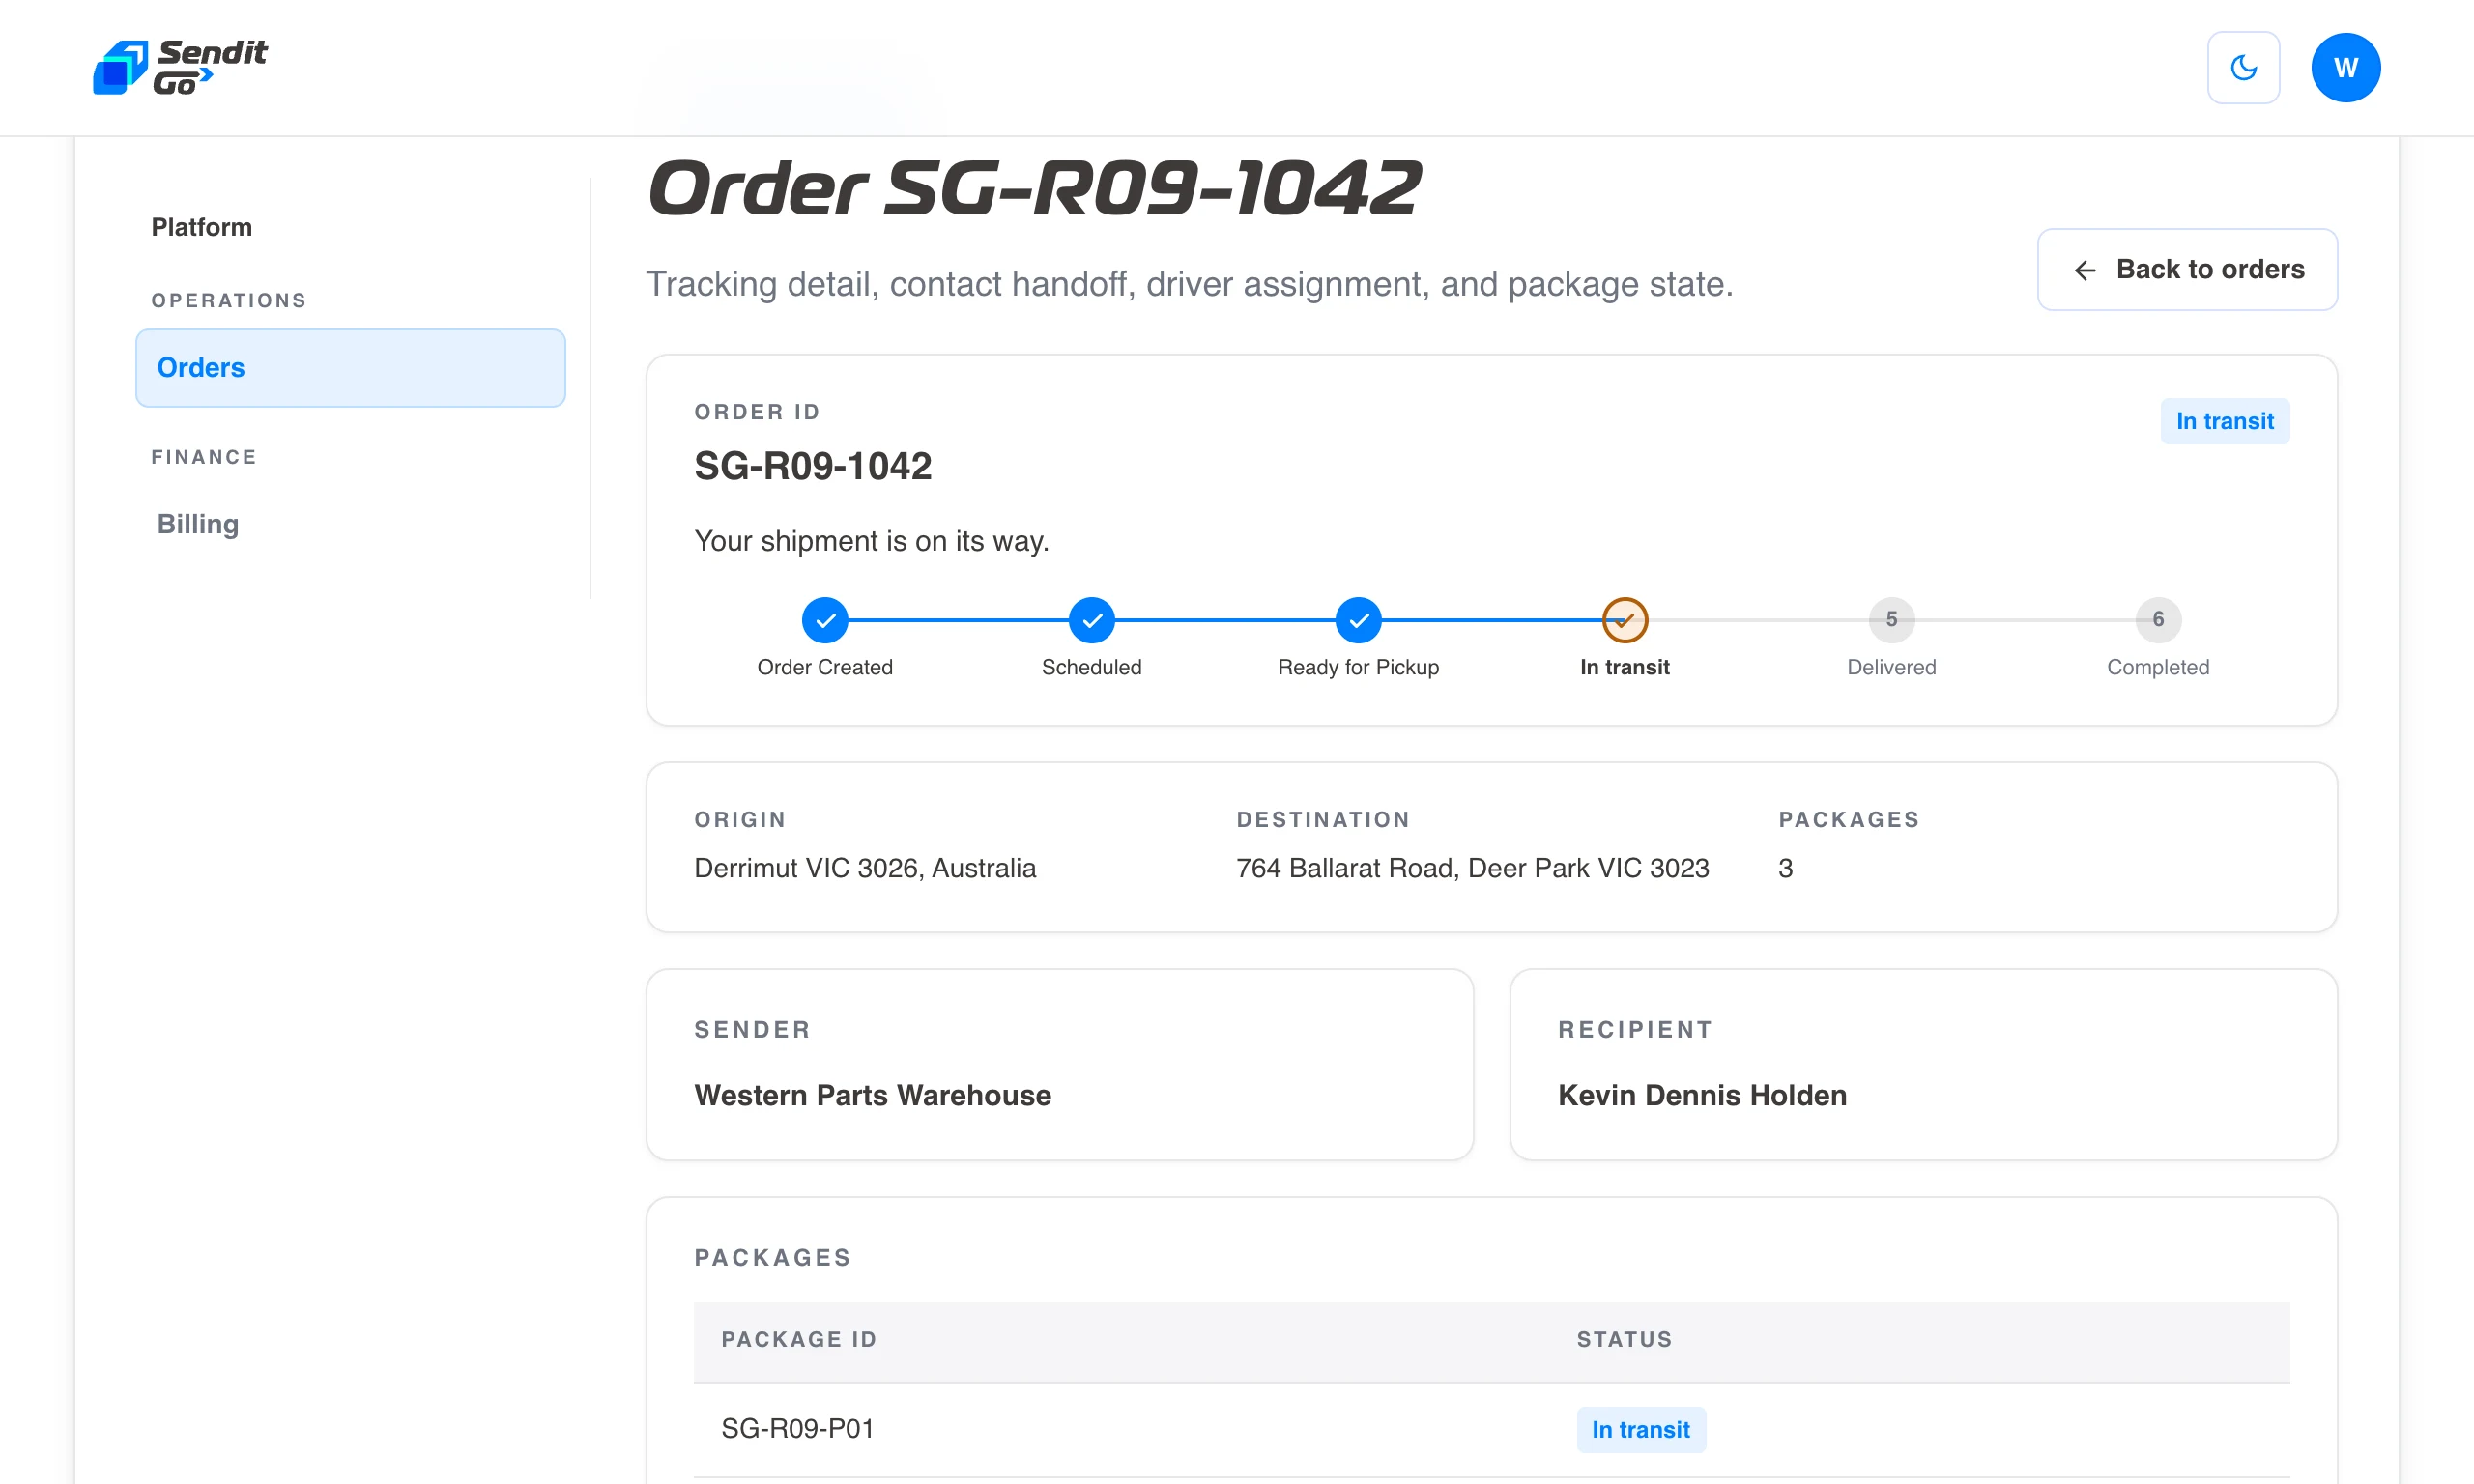 Sendit
Go
W
Platform
OPERATIONS
Orders
FINANCE
Billing
Order SG-R09-1042
Tracking detail, contact handoff, driver assignment, and package state.
Back to orders
ORDER ID
In transit
SG-R09-1042
Your shipment is on its way.
5
6
Order Created
Scheduled
Ready for Pickup
In transit
Delivered
Completed
ORIGIN
DESTINATION
PACKAGES
Derrimut VIC 3026, Australia
764 Ballarat Road, Deer Park VIC 3023
3
SENDER
Western Parts Warehouse
RECIPIENT
Kevin Dennis Holden
PACKAGES
PACKAGE ID
STATUS
SG-R09-P01
In transit